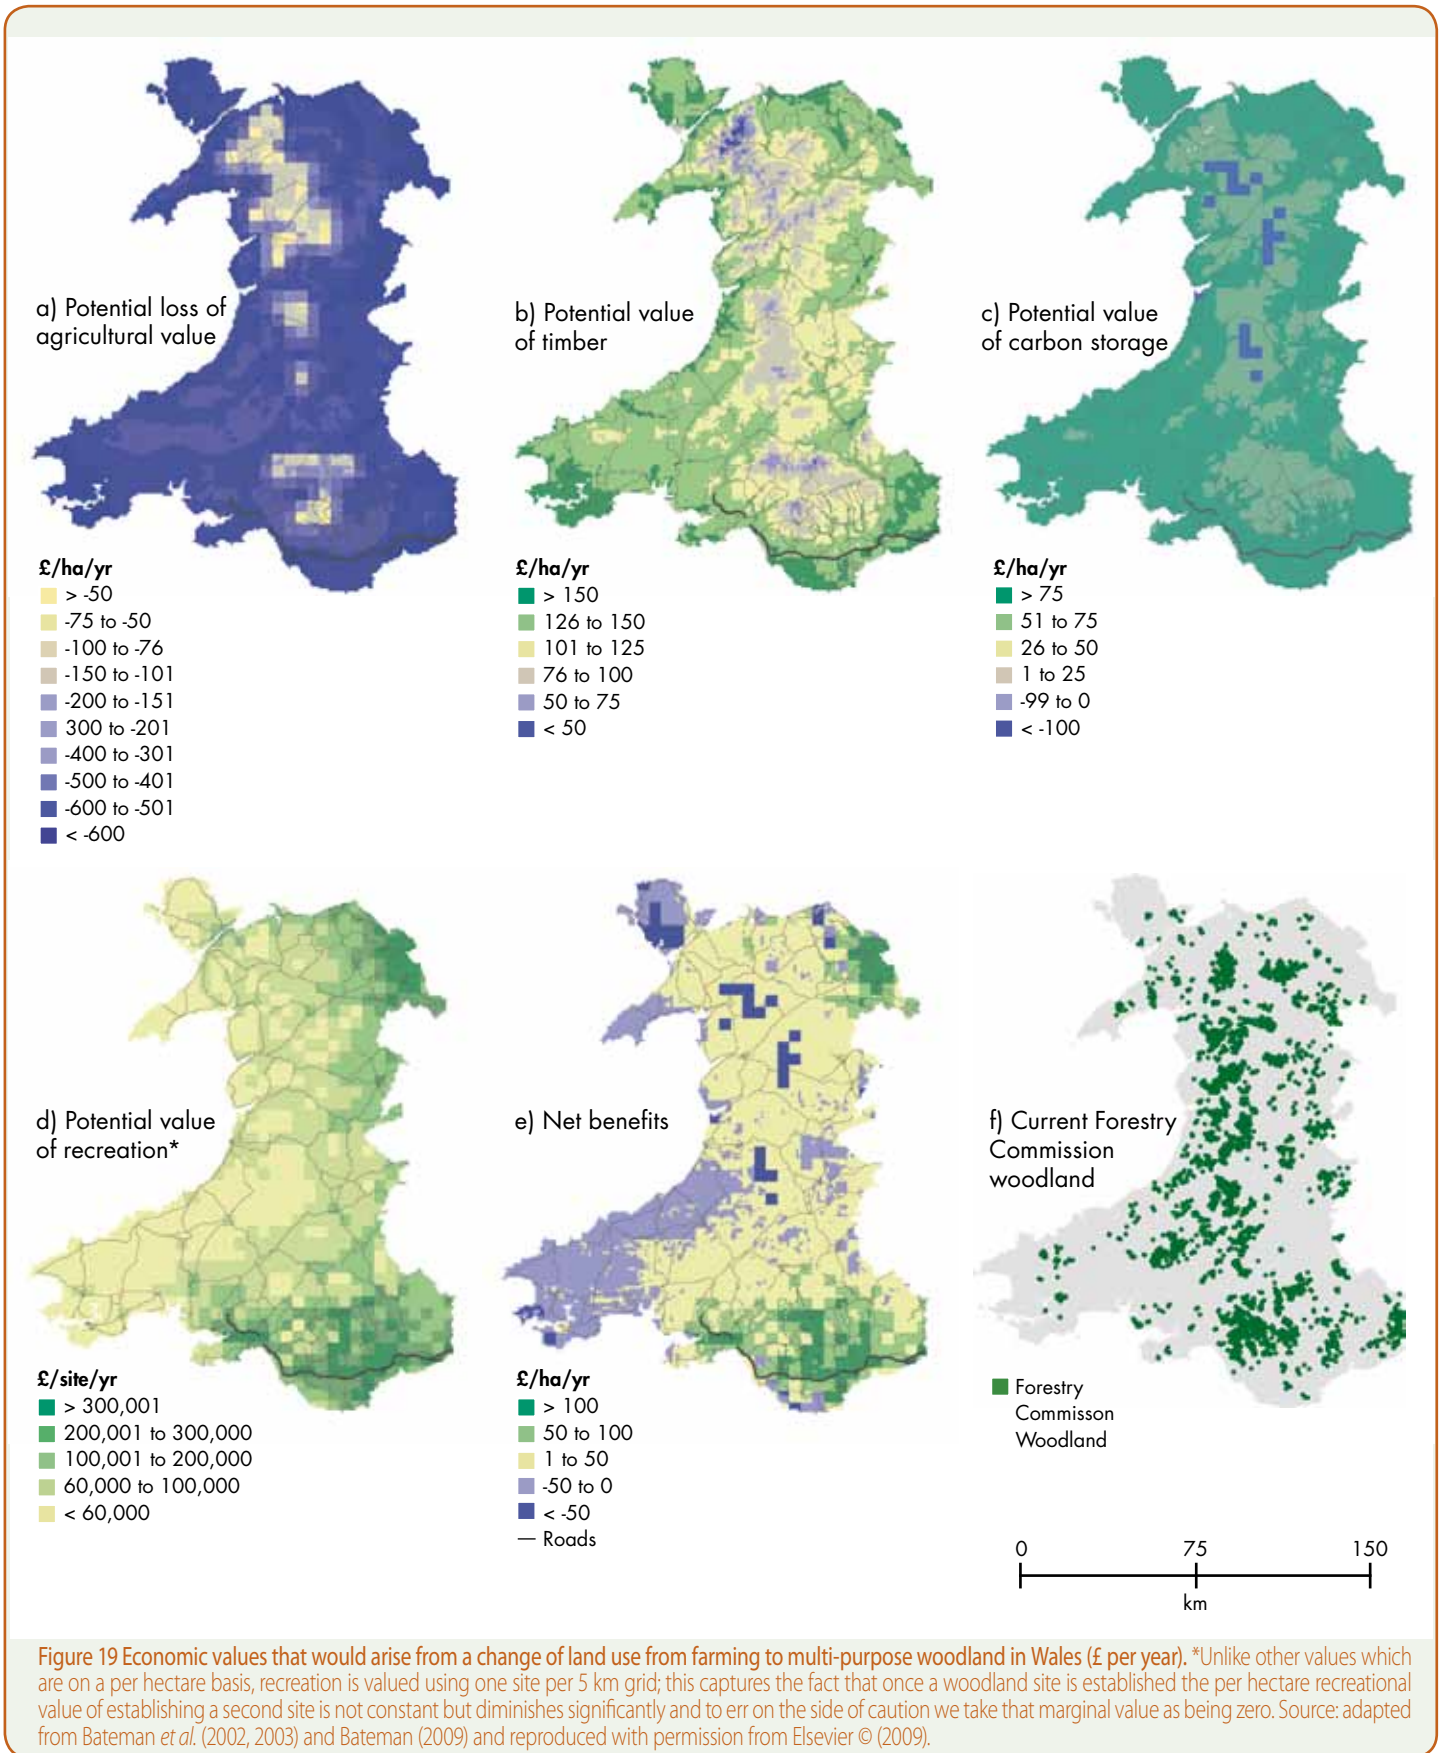 a) Potential loss of
agricultural value
£/ha/yr
> -50
-75 to -50
-100 to -76
-150 to -101
-200 to -151
300 to -201
-400 to -301
-500 to -401
-600 to -501
< -600
b) Potential value
of timber
£/ha/yr
> 150
126 to 150
101 to 125
76 to 100
50 to 75
< 50
c) Potential value
of carbon storage
£/ha/yr
> 75
51 to 75
26 to 50
1 to 25
-99 to 0
< -100
d) Potential value
of recreation*
£/site/yr
> 300,001
200,001 to 300,000
100,001 to 200,000
60,000 to 100,000
< 60,000
e) Net benefits
£/ha/yr
> 100
50 to 100
1 to 50
-50 to 0
< -50
Roads
f) Current Forestry
Commission
woodland
Forestry
Commisson
Woodland
0 75 150
km
Figure 19 Economic values that would arise from a change of land use from farming to multi-purpose woodland in Wales (£ per year). *Unlike other values which
are on a per hectare basis, recreation is valued using one site per 5 km grid; this captures the fact that once a woodland site is established the per hectare recreational
value of establishing a second site is not constant but diminishes significantly and to err on the side of caution we take that marginal value as being zero. Source: adapted
from Bateman et al. (2002, 2003) and Bateman (2009) and reproduced with permission from Elsevier © (2009).